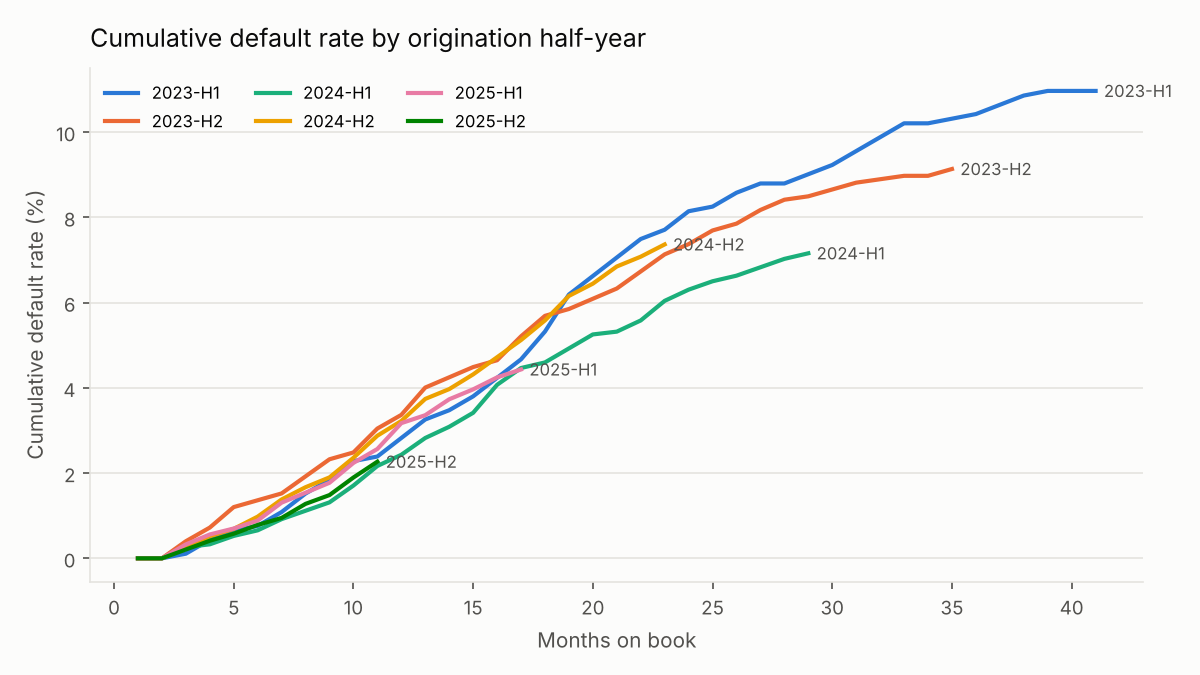 Cumulative default rate by origination half-year
2023-H1 2024-H1 2025-H1
2023-H2 2024-H2 2025-H2
2023-H1
2023-H2
2024-H2
2024-H1
2025-H1
2025-H2
Cumulative default rate (%)
10
8
6
4
2
0
0 5 10 15 20 25 30 35 40
Months on book